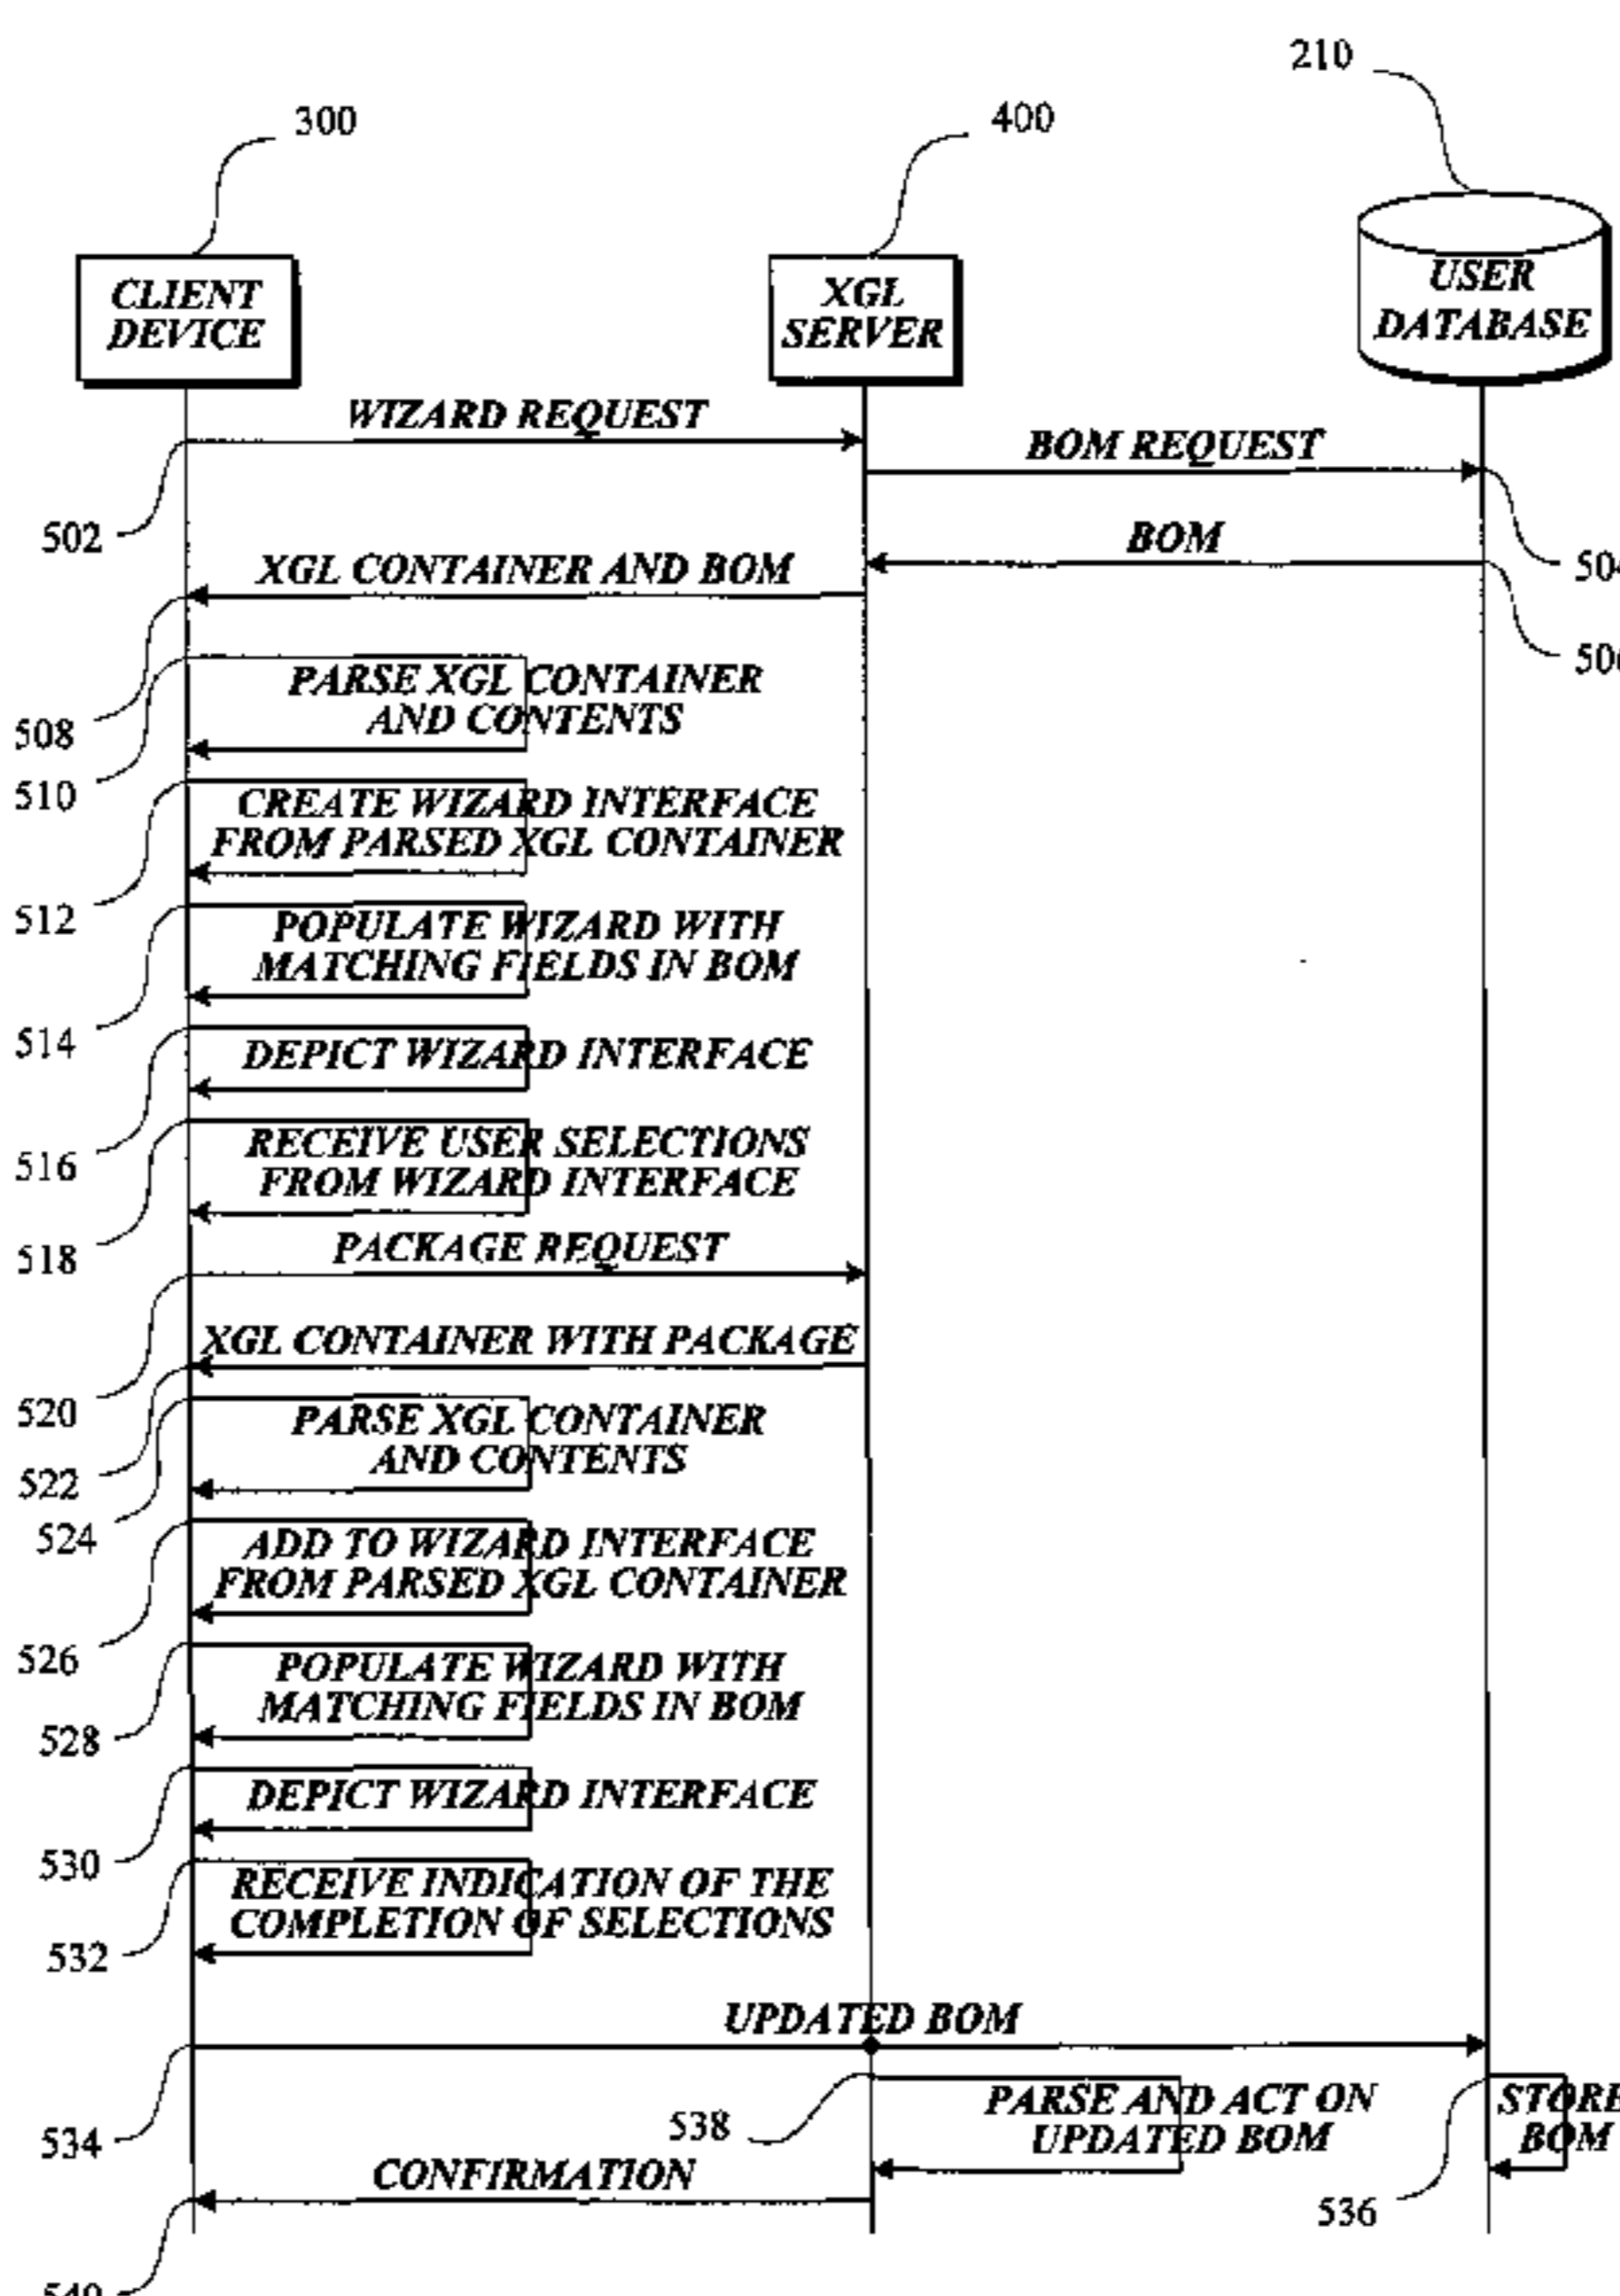 210
300
400
CLIENT
DEVICE
XGL
SERVER
USER
DATABASE
WIZARD REQUEST
BOM REQUEST
502
BOM
504
XGL CONTAINER AND BOM
506
PARSE XGL CONTAINER
AND CONTENTS
508
510
CREATE WIZARD INTERFACE
FROM PARSED XGL CONTAINER
512
POPULATE WIZARD WITH
MATCHING FIELDS IN BOM
514
DEPICT WIZARD INTERFACE
516
RECEIVE USER SELECTIONS
FROM WIZARD INTERFACE
518
PACKAGE REQUEST
XGL CONTAINER WITH PACKAGE
520
PARSE XGL CONTAINER
AND CONTENTS
522
524
ADD TO WIZARD INTERFACE
FROM PARSED XGL CONTAINER
526
POPULATE WIZARD WITH
MATCHING FIELDS IN BOM
528
DEPICT WIZARD INTERFACE
530
RECEIVE INDICATION OF THE
COMPLETION OF SELECTIONS
532
UPDATED BOM
534
538
PARSE AND ACT ON
UPDATED BOM
STORE
BOM
CONFIRMATION
536
540